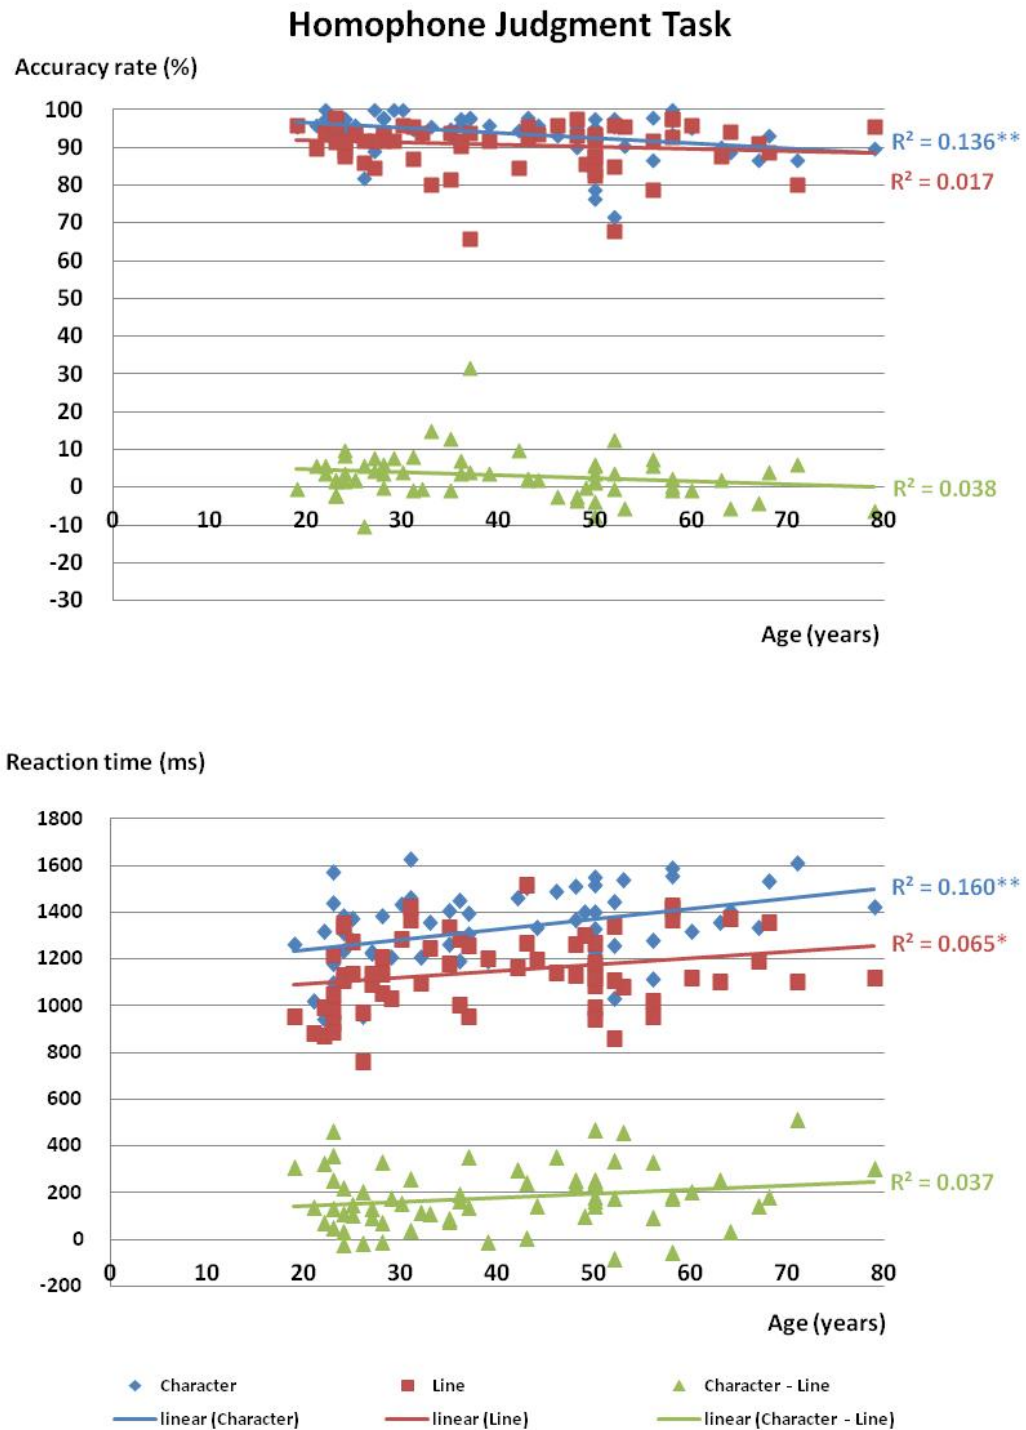 Homophone Judgment Task
Accuracy rate (%)
100
90
80
70
60
50
40
30
20
10
0
-10
-20
-30
0 10 20 30 40 50 60 70 80
R² = 0.136**
R² = 0.017
R² = 0.038
Age (years)
Reaction time (ms)
1800
1600
1400
1200
1000
800
600
400
200
0
-200
0 10 20 30 40 50 60 70 80
R² = 0.160**
R² = 0.065*
R² = 0.037
Age (years)
Character Line Character - Line
linear (Character) linear (Line) linear (Character - Line)